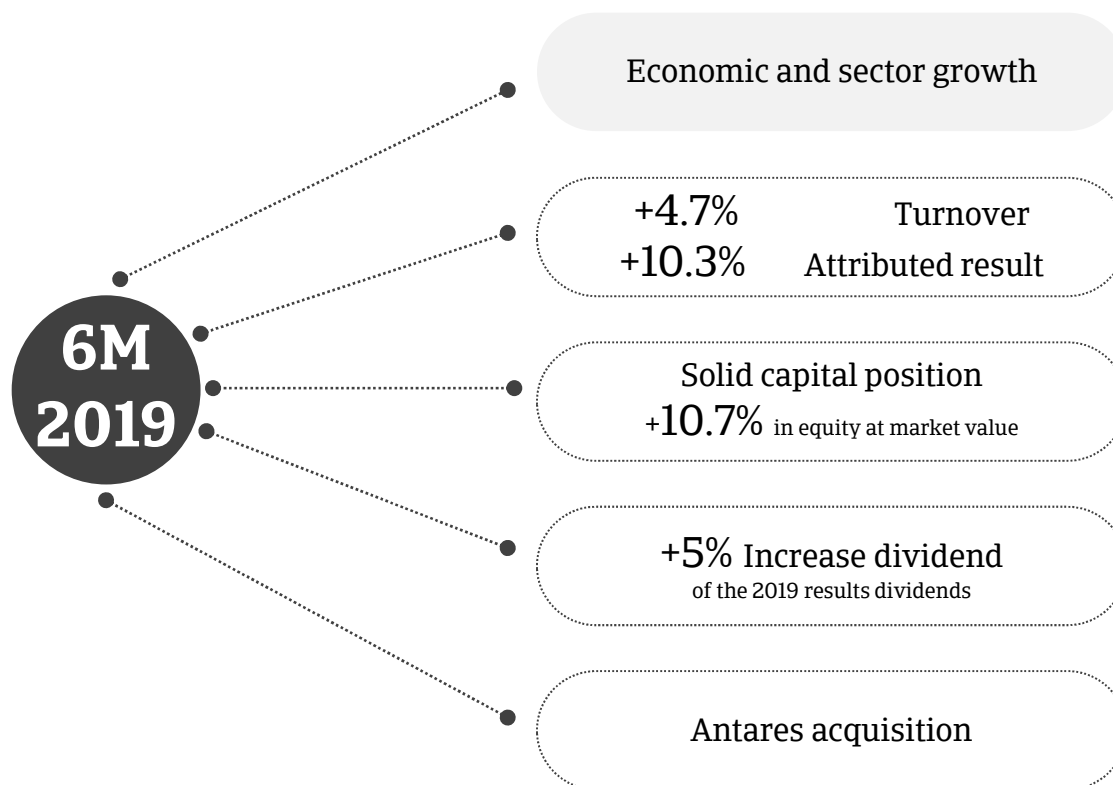 6M
2019
Economic and sector growth
+4.7% Turnover
+10.3% Attributed result
Solid capital position
+10.7% in equity at market value
+5% Increase dividend
of the 2019 results dividends
Antares acquisition